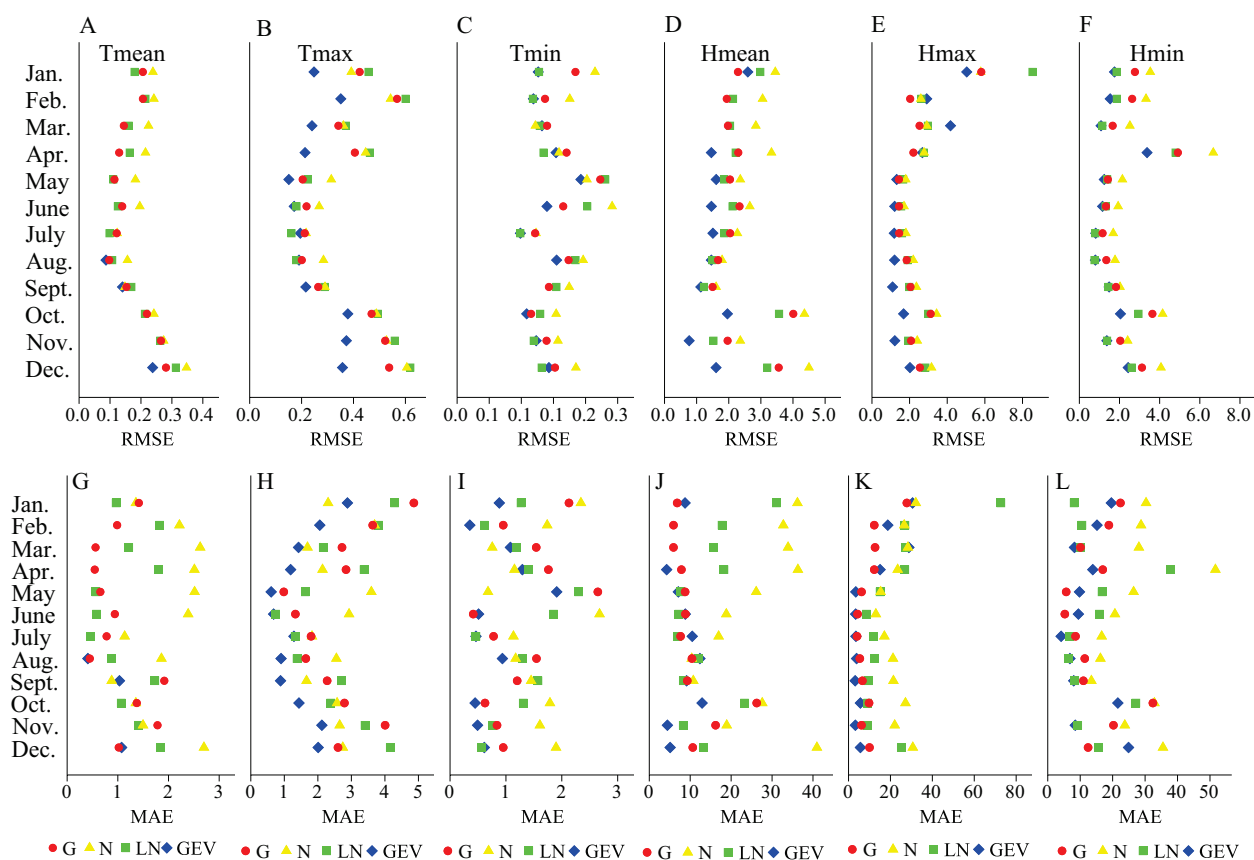 A B C D E F
Tmean Tmax Tmin Hmean Hmax Hmin
Jan.
Feb.
Mar.
Apr.
May
June
July
Aug.
Sept.
Oct.
Nov.
Dec.
0.0 0.1 0.2 0.3 0.4 0.0 0.2 0.4 0.6 0.0 0.1 0.1 0.2 0.2 0.3 0.0 1.0 2.0 3.0 4.0 5.0 0.0 2.0 4.0 6.0 8.0 0.0 2.0 4.0 6.0 8.0
RMSE RMSE RMSE RMSE RMSE RMSE
G H I J K L
Jan.
Feb.
Mar.
Apr.
May
June
July
Aug.
Sept.
Oct.
Nov.
Dec.
0 1 2 3 0 1 2 3 4 5 0 1 2 3 0 10 20 30 40 0 20 40 60 80 0 10 20 30 40 50
MAE MAE MAE MAE MAE MAE
G N LN GEV G N LN GEV G N LN GEV G N LN GEV G N LN GEV G N LN GEV